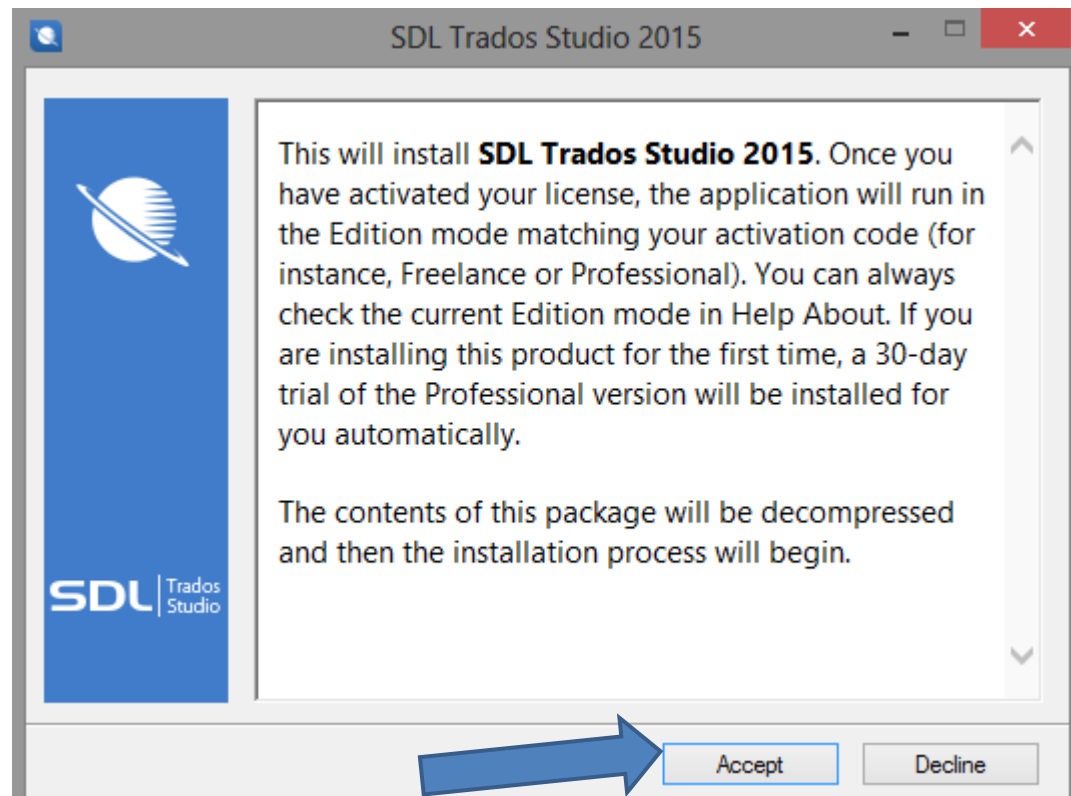 SDL Trados Studio 2015
This will install SDL Trados Studio 2015. Once you
have activated your license, the application will run in
the Edition mode matching your activation code (for
instance, Freelance or Professional). You can always
check the current Edition mode in Help About. If you
are installing this product for the first time, a 30-day
trial of the Professional version will be installed for
you automatically.
The contents of this package will be decompressed
and then the installation process will begin.
SDL Trados
Studio
Accept Decline